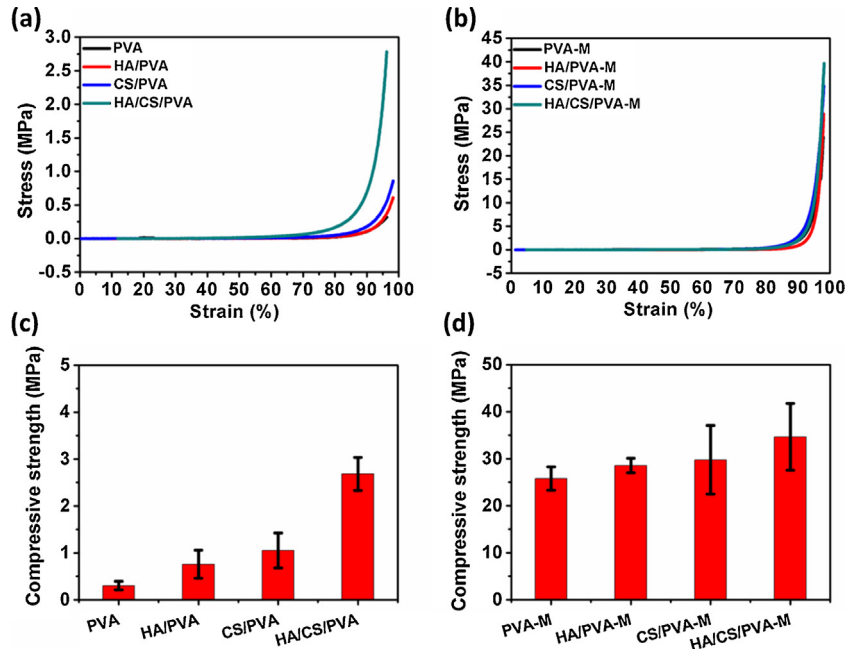 (a)
3.0
2.5
2.0
1.5
1.0
0.5
0.0
-0.5
Stress (MPa)
PVA
HA/PVA
CS/PVA
HA/CS/PVA
0 10 20 30 40 50 60 70 80 90 100
Strain (%)
(b)
45
40
35
30
25
20
15
10
5
0
-5
Stress (MPa)
PVA-M
HA/PVA-M
CS/PVA-M
HA/CS/PVA-M
0 10 20 30 40 50 60 70 80 90 100
Strain (%)
(c)
5
4
3
2
1
0
Compressive strength (MPa)
PVA
HA/PVA
CS/PVA
HA/CS/PVA
(d)
50
40
30
20
10
0
Compressive strength (MPa)
PVA-M
HA/PVA-M
CS/PVA-M
HA/CS/PVA-M